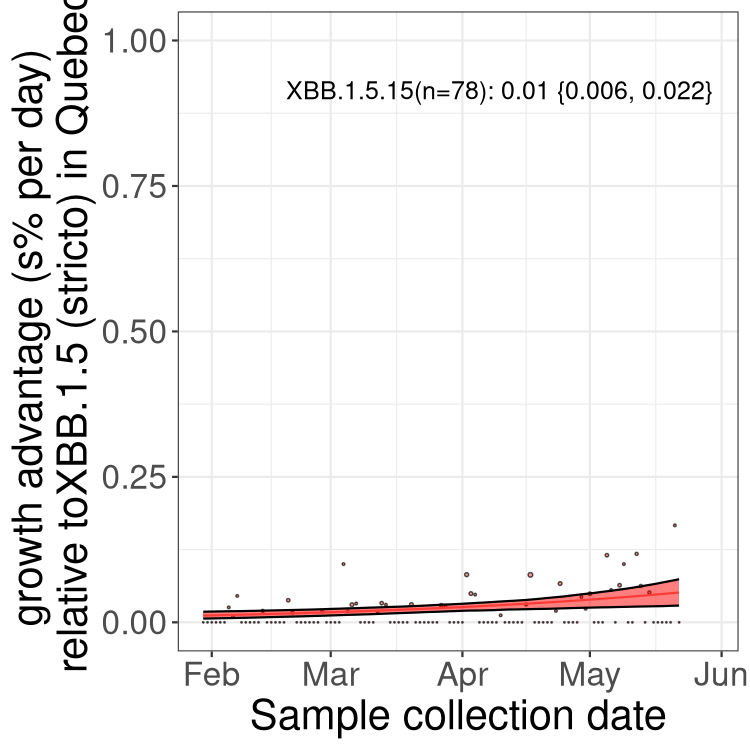 growth advantage (s% per day)
relative toXBB.1.5 (stricto) in Quebec
1.00
0.75
0.50
0.25
0.00
XBB.1.5.15(n=78): 0.01 {0.006, 0.022}
Feb Mar Apr May Jun
Sample collection date